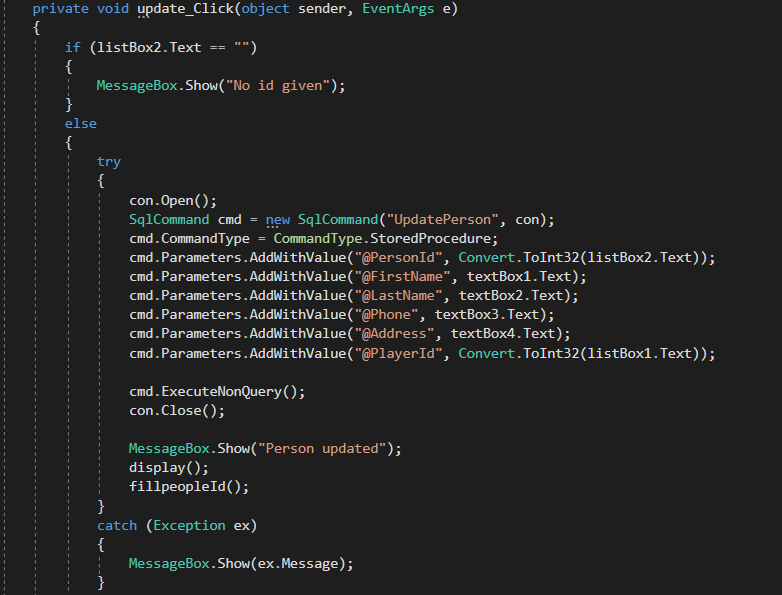 private void update_Click(object sender, EventArgs e)
{
if (listBox2.Text == "")
{
MessageBox.Show("No id given");
}
else
{
try
{
con.Open();
SqlCommand cmd = new SqlCommand("UpdatePerson", con);
cmd.CommandType = CommandType.StoredProcedure;
cmd.Parameters.AddWithValue("@PersonId", Convert.ToInt32(listBox2.Text));
cmd.Parameters.AddWithValue("@FirstName", textBox1.Text);
cmd.Parameters.AddWithValue("@LastName", textBox2.Text);
cmd.Parameters.AddWithValue("@Phone", textBox3.Text);
cmd.Parameters.AddWithValue("@Address", textBox4.Text);
cmd.Parameters.AddWithValue("@PlayerId", Convert.ToInt32(listBox1.Text));
cmd.ExecuteNonQuery();
con.Close();
MessageBox.Show("Person updated");
display();
fillpeopleId();
}
catch (Exception ex)
{
MessageBox.Show(ex.Message);
}